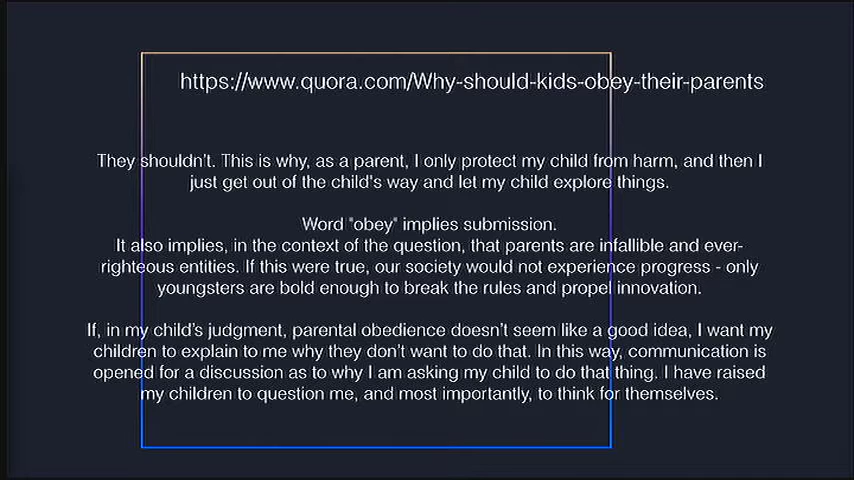 https://www.quora.com/Why-should-kids-obey-their-parents
They shouldn't. This is why, as a parent, I only protect my child from harm, and then I
just get out of the child's way and let my child explore things.
Word "obey" implies submission.
It also implies, in the context of the question, that parents are infallible and ever-
righteous entities. If this were true, our society would not experience progress - only
youngsters are bold enough to break the rules and propel innovation.
If, in my child's judgment, parental obedience doesn't seem like a good idea, I want my
children to explain to me why they don't want to do that. In this way, communication is
opened for a discussion as to why I am asking my child to do that thing. I have raised
my children to question me, and most importantly, to think for themselves.